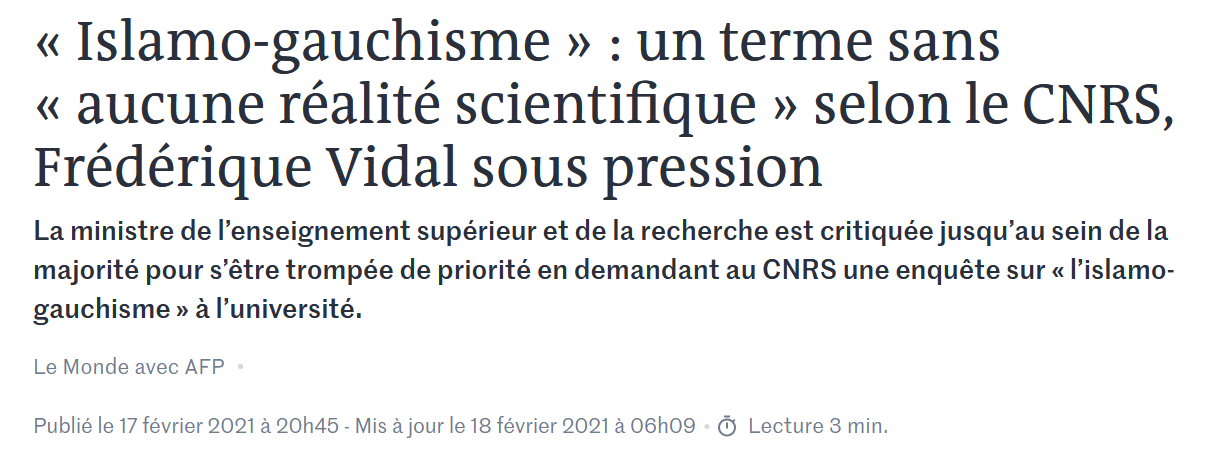 « Islamo-gauchisme » : un terme sans
« aucune réalité scientifique » selon le CNRS,
Frédérique Vidal sous pression
La ministre de l’enseignement supérieur et de la recherche est critiquée jusqu’au sein de la
majorité pour s’être trompée de priorité en demandant au CNRS une enquête sur « l’islamo-
gauchisme » à l’université.
Le Monde avec AFP •
Publié le 17 février 2021 à 20h45 - Mis à jour le 18 février 2021 à 06h09 • Lecture 3 min.